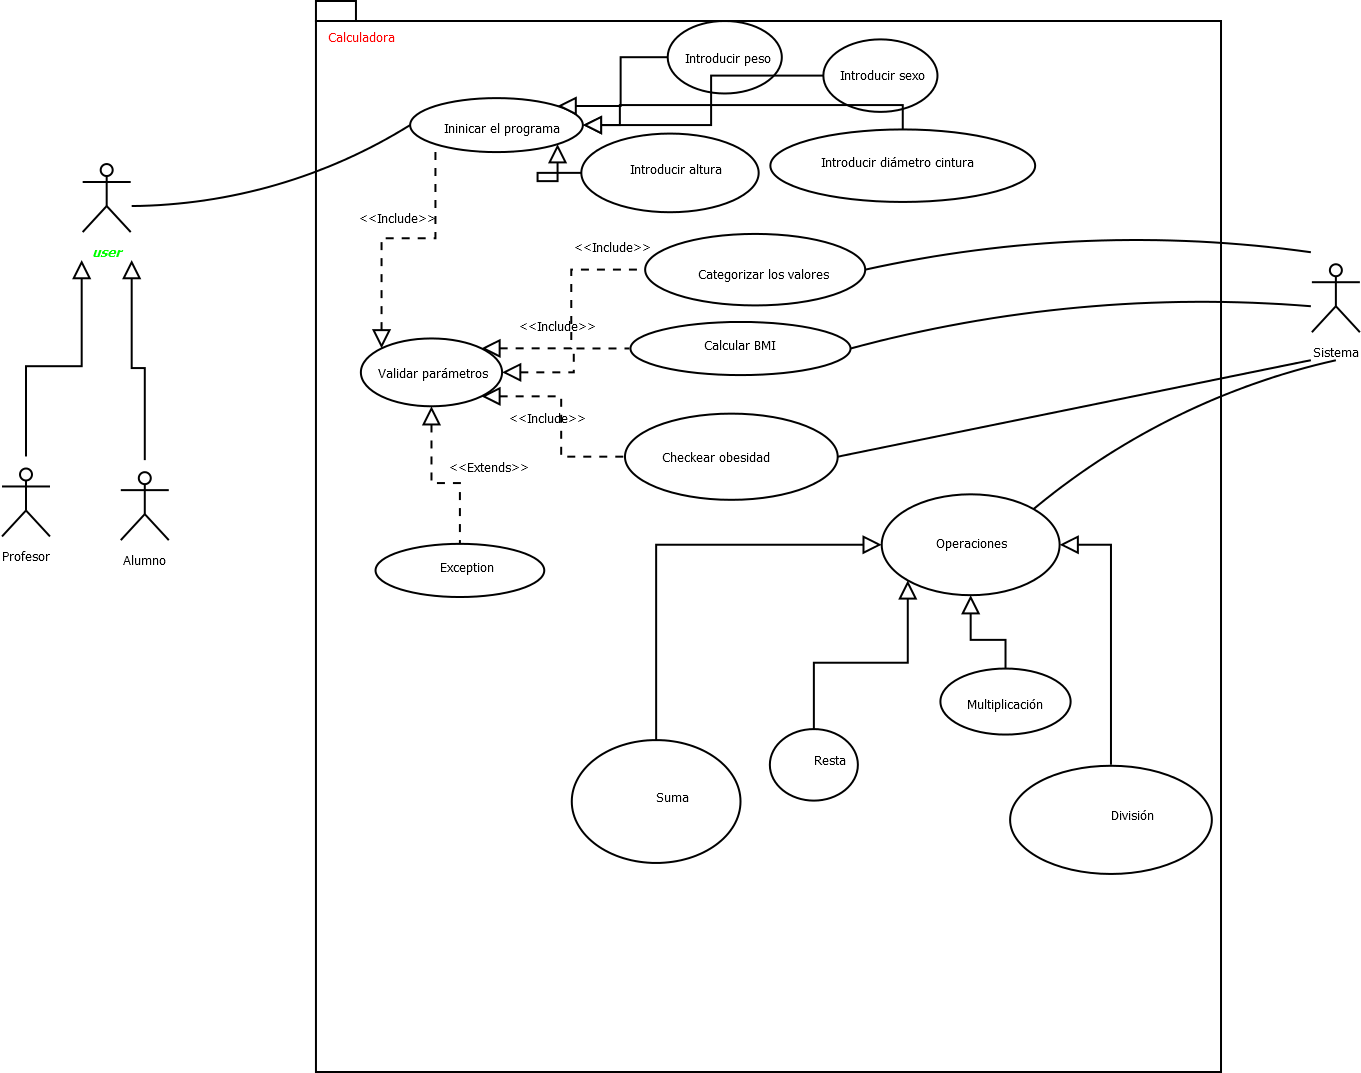 Calculadora
Introducir peso
Introducir sexo
Ininicar el programa
Introducir altura
Introducir diámetro cintura
<<Include>>
user
<<Include>>
Categorizar los valores
<<Include>>
Calcular BMI
Sistema
Validar parámetros
<<Include>>
Checkear obesidad
<<Extends>>
Operaciones
Profesor
Alumno
Exception
Multiplicación
Resta
Suma
División